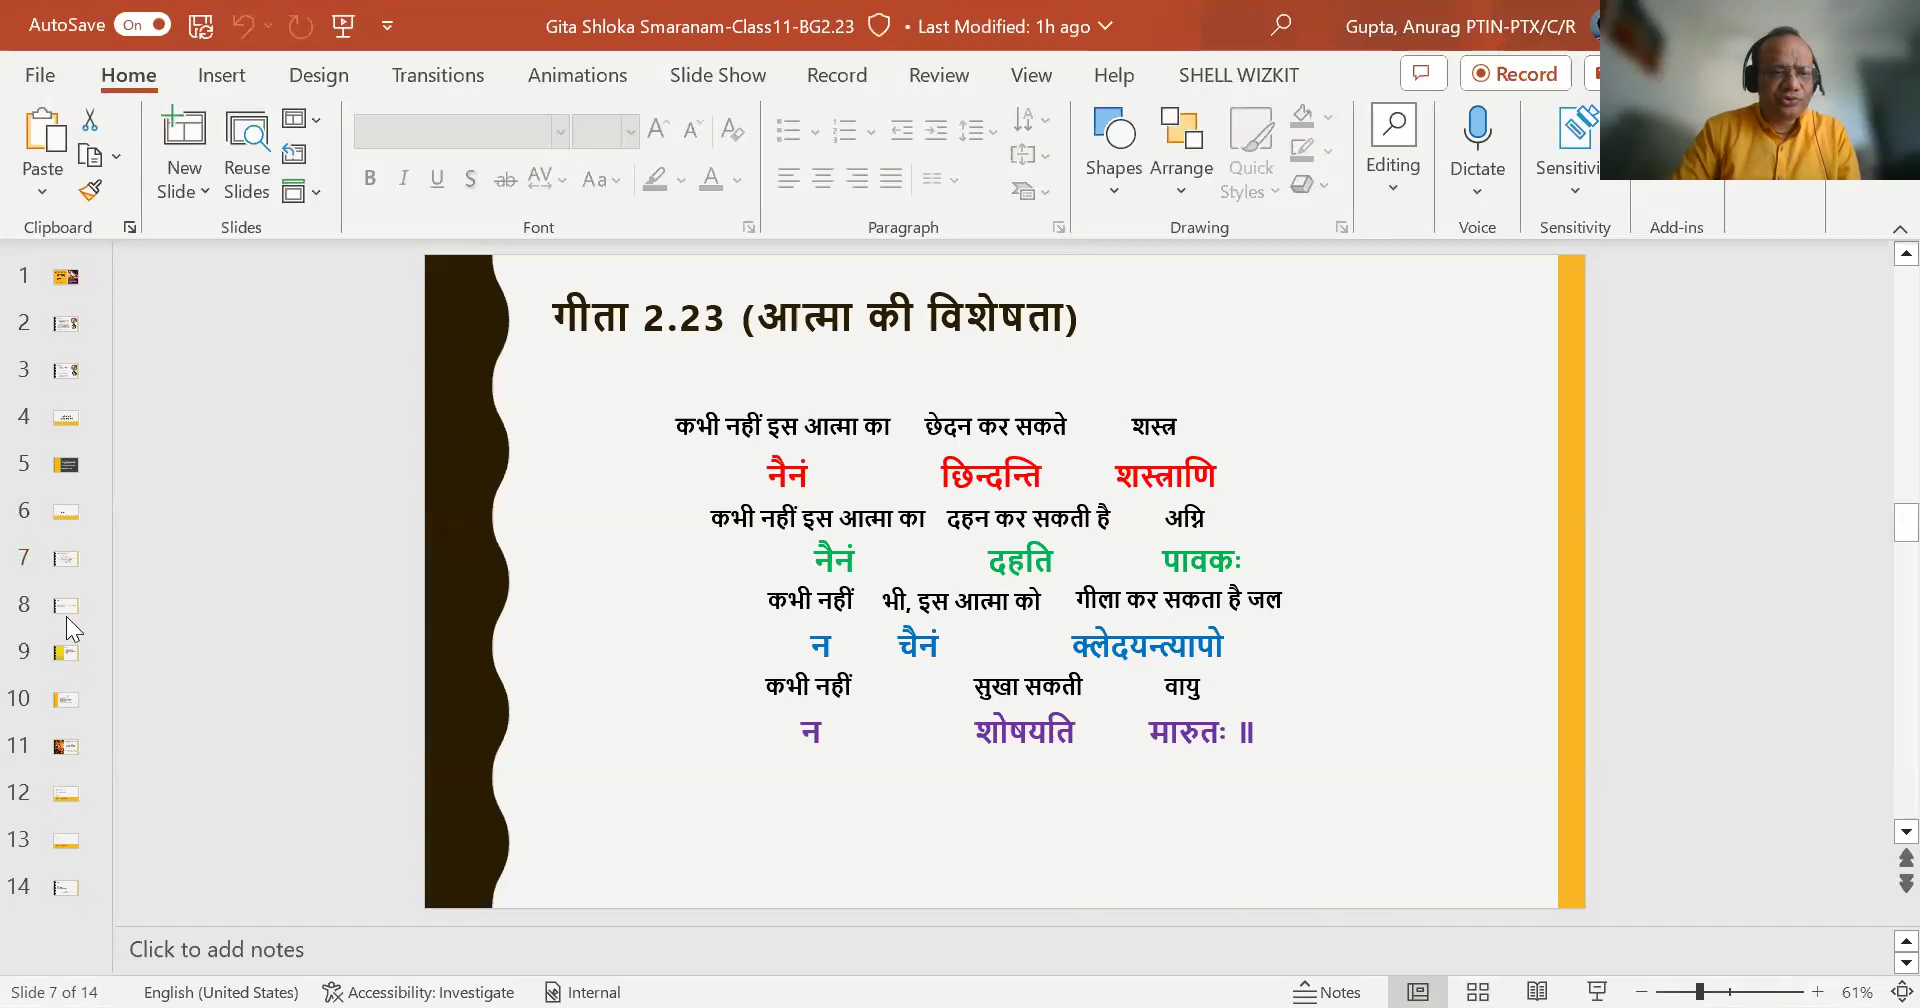 AutoSave On Gita Shloka Smaranam-Class11-BG2.23 • Last Modified: 1h ago Gupta, Anurag PTIN-PTX/C/R
File Home Insert Design Transitions Animations Slide Show Record Review View Help SHELL WIZKIT Record
Paste New Slide Reuse Slides Shapes Arrange Quick Styles Editing Dictate
B I U S ab AV Aa A
Clipboard Slides Font Paragraph Drawing Voice Sensitivity Add-ins
1
2
3
4
5
6
7
8
9
10
11
12
13
14
गीता 2.23 (आत्मा की विशेषता)
कभी नहीं इस आत्मा का छेदन कर सकते शस्त्र
नैनं छिन्दन्ति शस्त्राणि
कभी नहीं इस आत्मा का दहन कर सकती है अग्नि
नैनं दहति पावकः
कभी नहीं भी, इस आत्मा को गीला कर सकता है जल
न चैनं क्लेदयन्त्यापो
कभी नहीं सुखा सकती वायु
न शोषयति मारुतः ॥
Click to add notes
Slide 7 of 14 English (United States) Accessibility: Investigate Internal Notes 61%